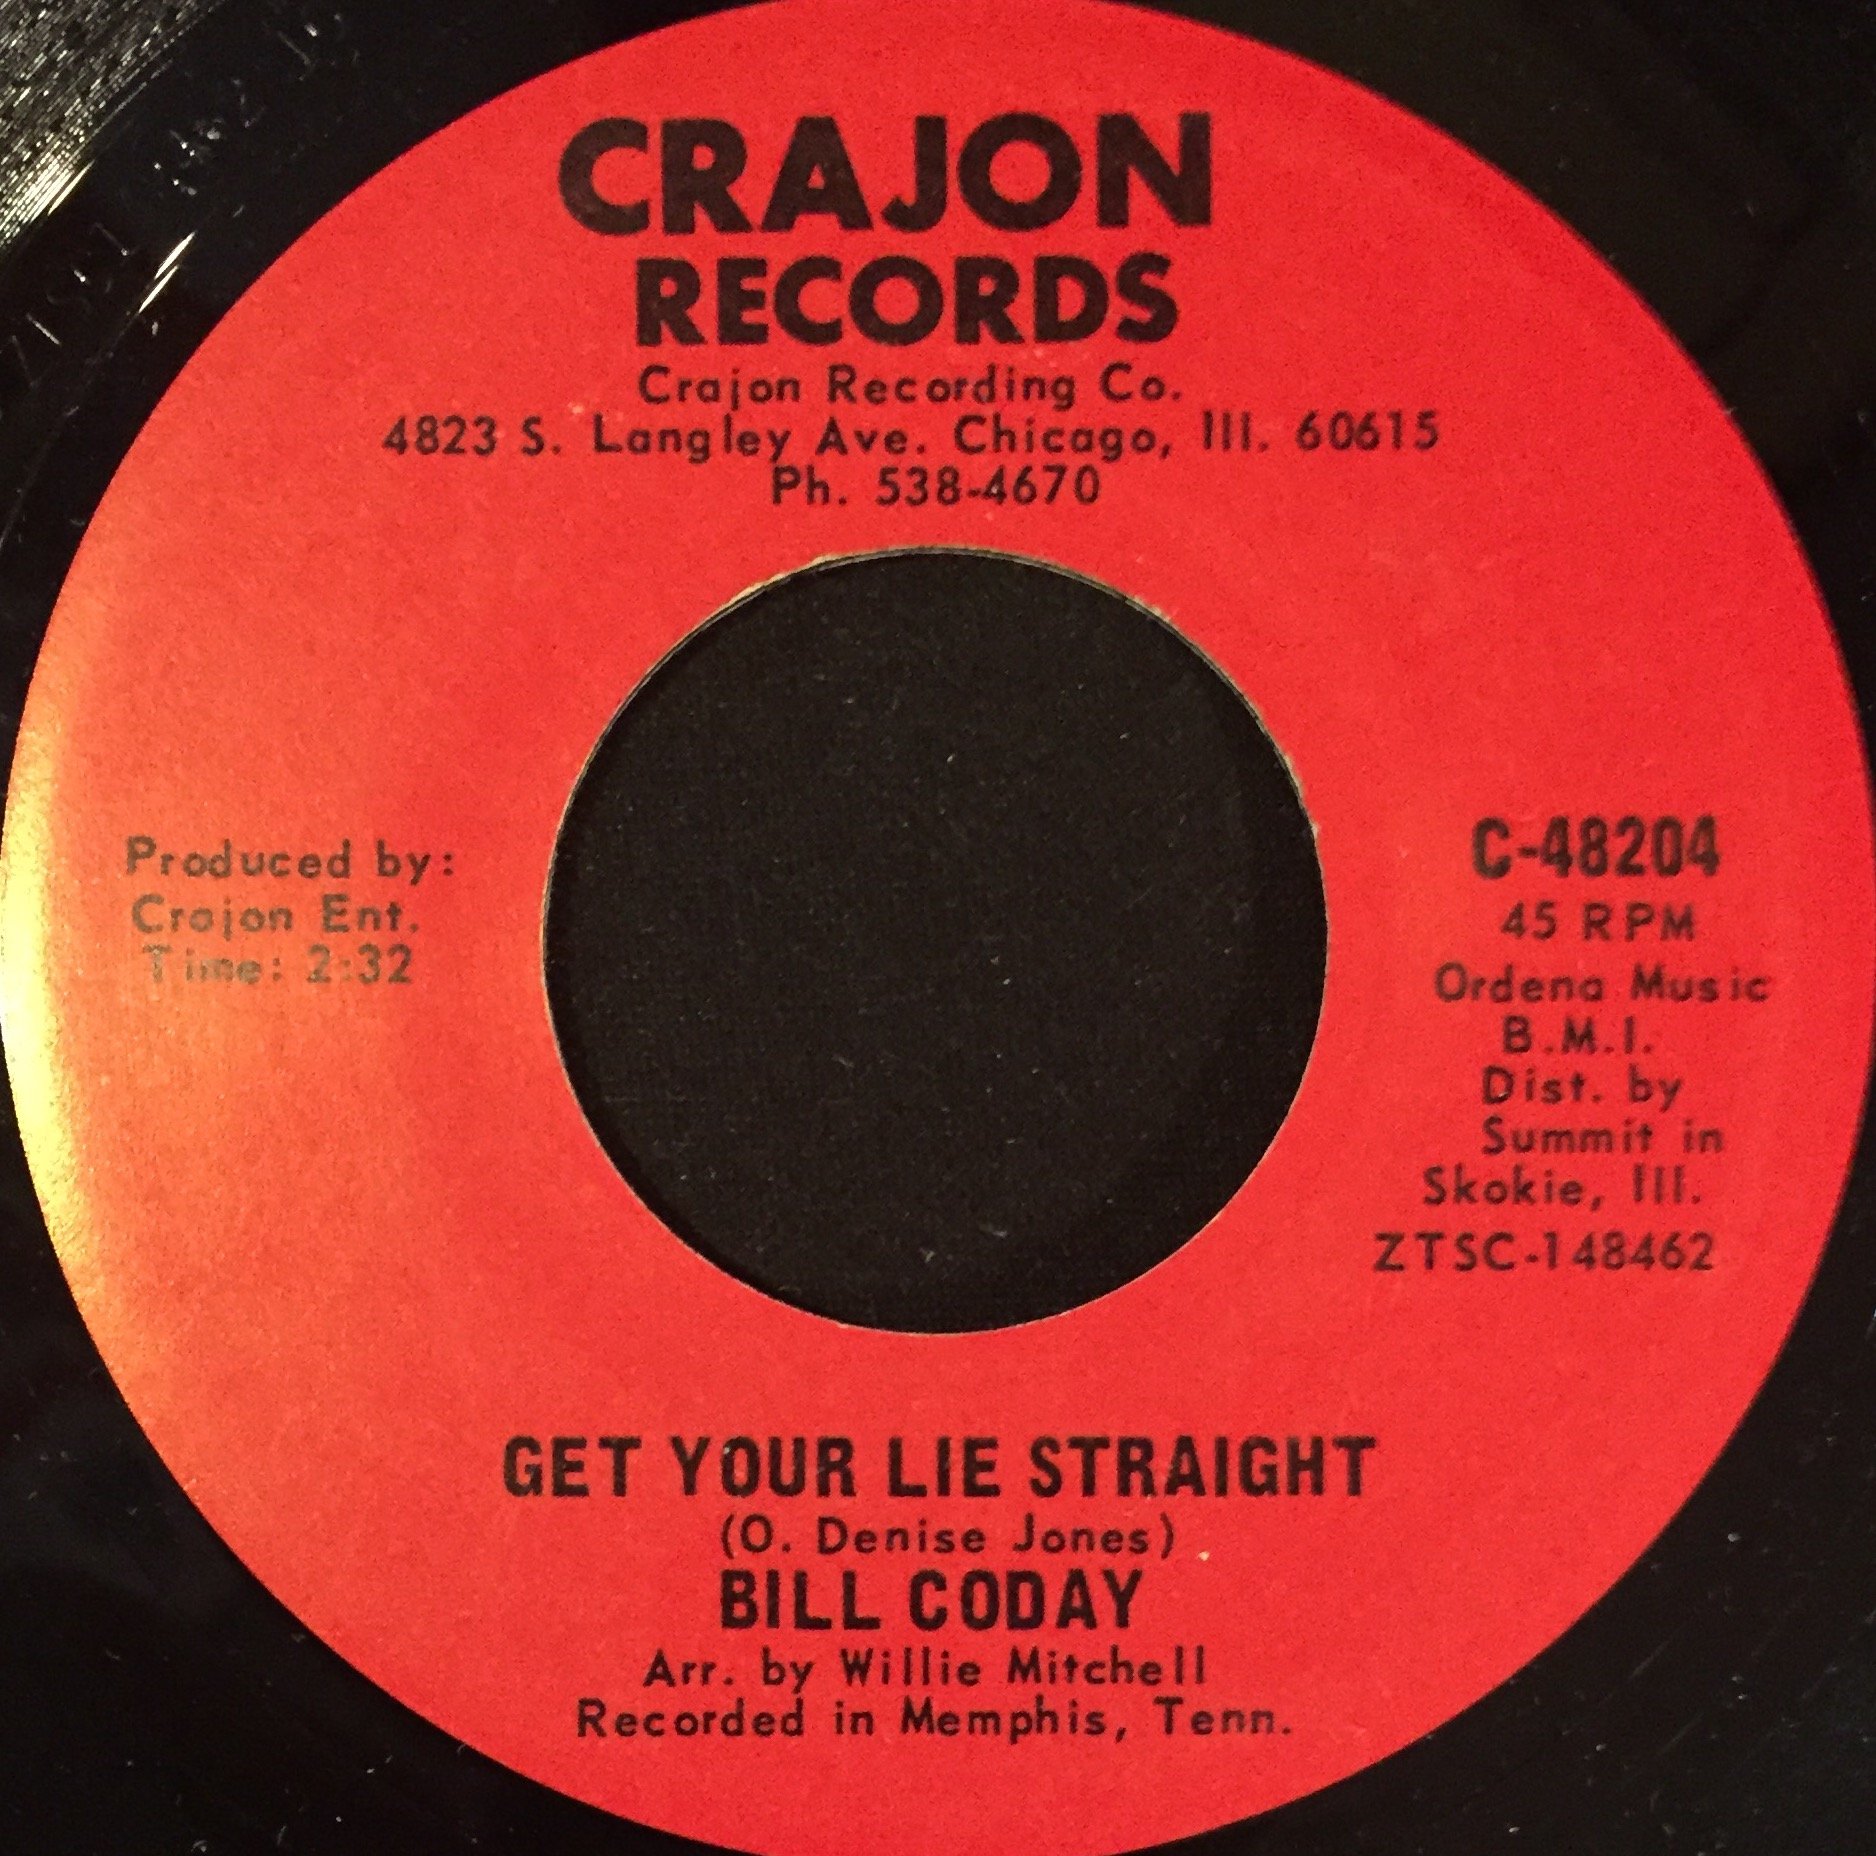 CRAJON
RECORDS
Crajon Recording Co.
4823 S. Langley Ave. Chicago, Ill. 60615
Ph. 538-4670
Produced by:
Crajon Ent.
Time: 2:32
C-48204
45 RPM
Ordena Music
B.M.I.
Dist. by
Summit in
Skokie, Ill.
ZTSC-148462
GET YOUR LIE STRAIGHT
(O. Denise Jones)
BILL CODAY
Arr. by Willie Mitchell
Recorded in Memphis, Tenn.